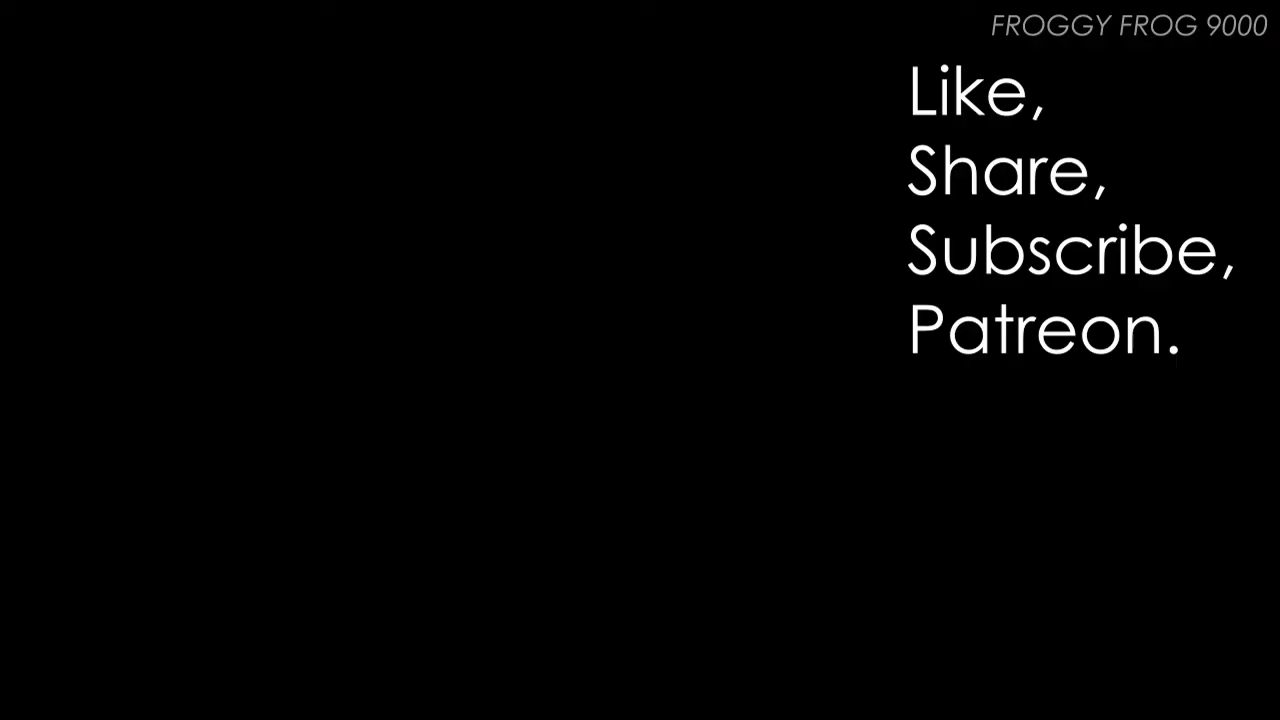 FROGGY FROG 9000
Like,
Share,
Subscribe,
Patreon.